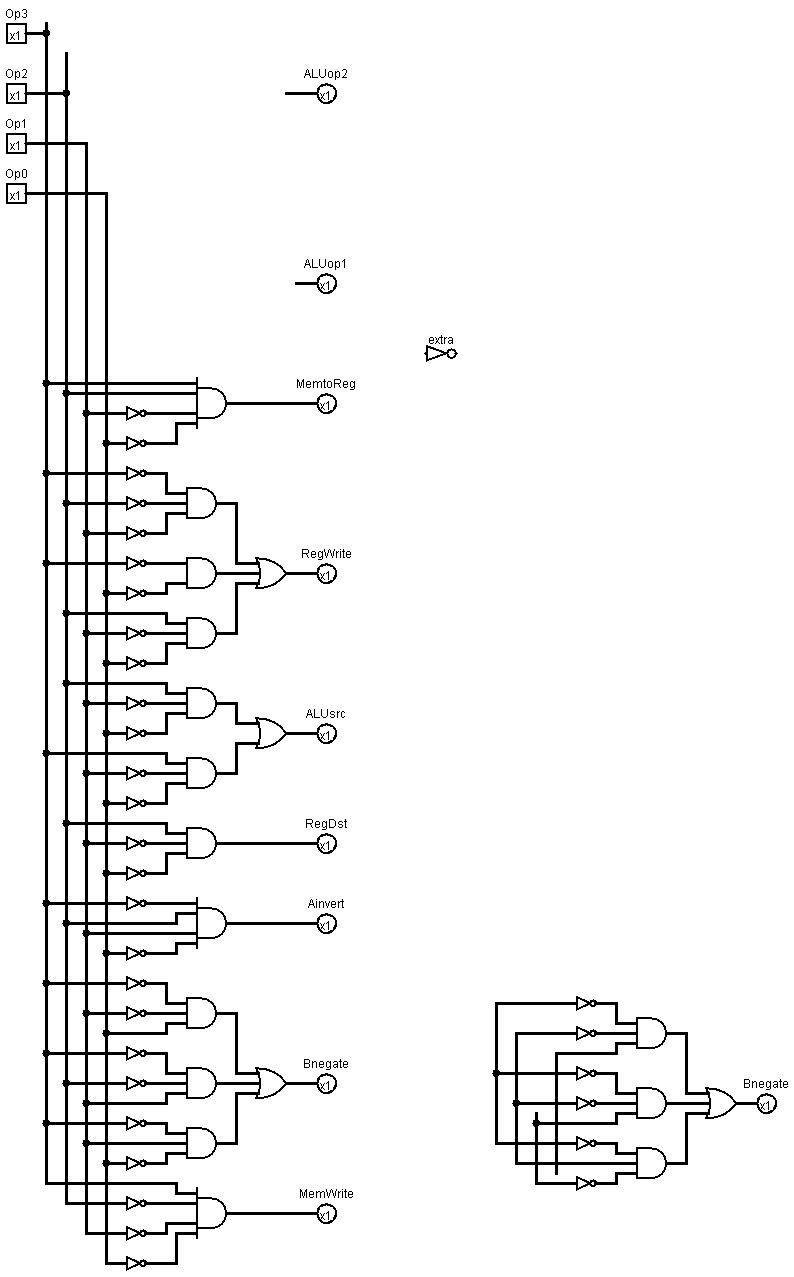 Op3
x1
Op2
x1
ALUop2
x1
Op1
x1
Op0
x1
ALUop1
x1
extra
MemtoReg
x1
RegWrite
x1
ALUsrc
x1
RegDst
x1
Ainvert
x1
Bnegate
x1
Bnegate
x1
MemWrite
x1